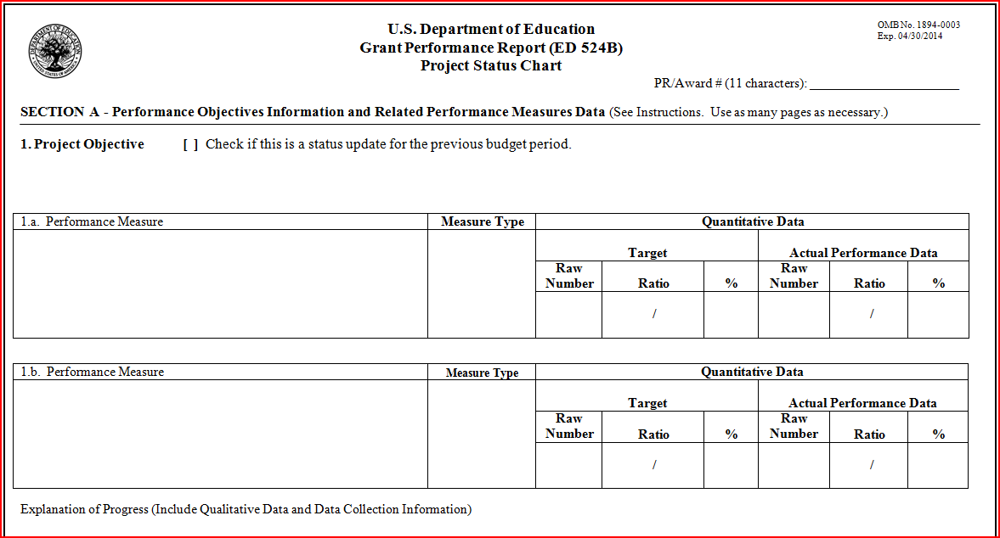 DEPARTMENT OF EDUCATION
UNITED STATES OF AMERICA
U.S. Department of Education
Grant Performance Report (ED 524B)
Project Status Chart
OMB No. 1894-0003
Exp. 04/30/2014
PR/Award # (11 characters): ______________________
SECTION A - Performance Objectives Information and Related Performance Measures Data (See Instructions. Use as many pages as necessary.)
1. Project Objective [ ] Check if this is a status update for the previous budget period.
1.a. Performance Measure Measure Type Quantitative Data
Target Actual Performance Data
Raw Number Ratio % Raw Number Ratio %
/ /
1.b. Performance Measure Measure Type Quantitative Data
Target Actual Performance Data
Raw Number Ratio % Raw Number Ratio %
/ /
Explanation of Progress (Include Qualitative Data and Data Collection Information)